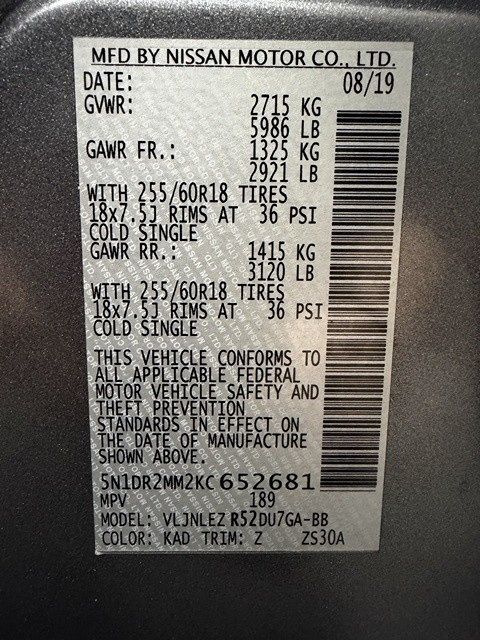 MFD BY NISSAN MOTOR CO., LTD.
DATE: 08/19
GVWR: 2715 KG
5986 LB
GAWR FR.: 1325 KG
2921 LB
WITH 255/60R18 TIRES
18x7.5J RIMS AT 36 PSI
COLD SINGLE
GAWR RR.: 1415 KG
3120 LB
WITH 255/60R18 TIRES
18x7.5J RIMS AT 36 PSI
COLD SINGLE
THIS VEHICLE CONFORMS TO
ALL APPLICABLE FEDERAL
MOTOR VEHICLE SAFETY AND
THEFT PREVENTION
STANDARDS IN EFFECT ON
THE DATE OF MANUFACTURE
SHOWN ABOVE.
5N1DR2MM2KC652681
MPV 189
MODEL: VLJNLEZ R52DU7GA-BB
COLOR: KAD TRIM: Z ZS30A